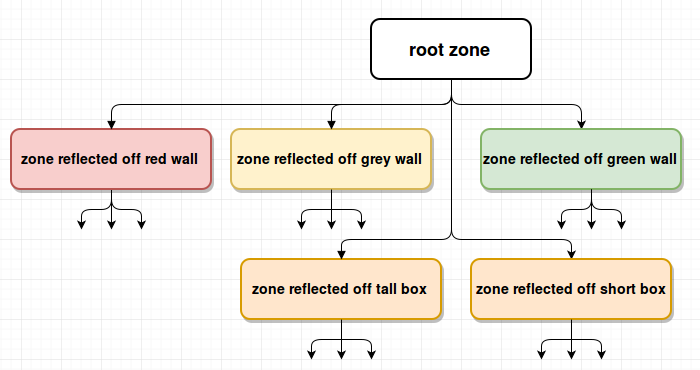 root zone
zone reflected off red wall
zone reflected off grey wall
zone reflected off green wall
zone reflected off tall box
zone reflected off short box